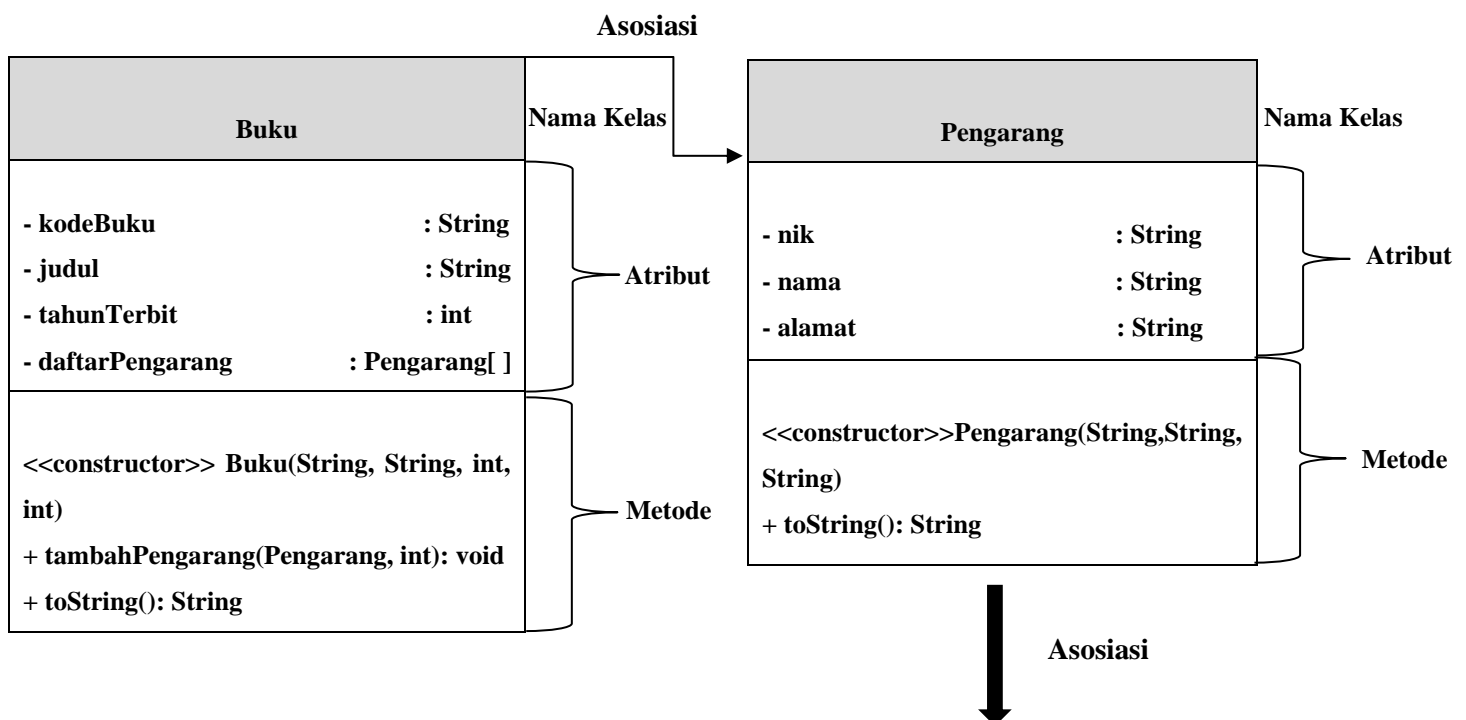 Asosiasi
Buku
Nama Kelas
- kodeBuku : String
- judul : String
- tahunTerbit : int
- daftarPengarang : Pengarang[ ]
Atribut
<<constructor>> Buku(String, String, int,
int)
+ tambahPengarang(Pengarang, int): void
+ toString(): String
Metode
Pengarang
Nama Kelas
- nik : String
- nama : String
- alamat : String
Atribut
<<constructor>>Pengarang(String,String,
String)
+ toString(): String
Metode
Asosiasi